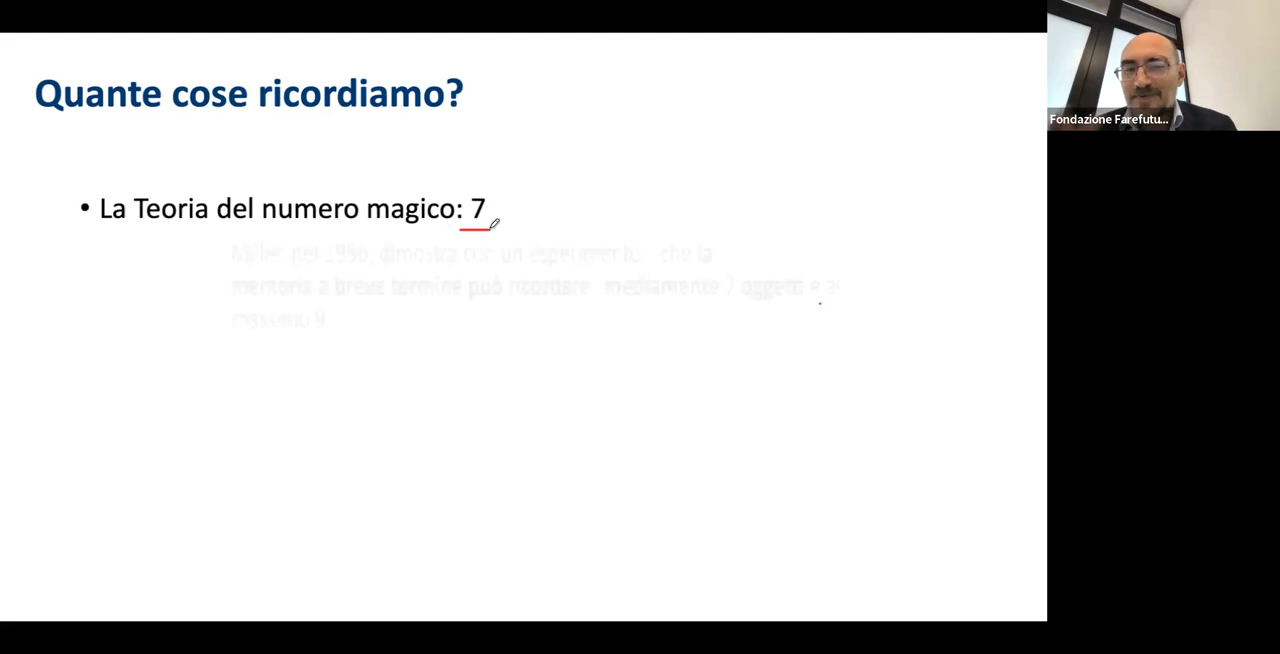 Quante cose ricordiamo?
• La Teoria del numero magico: 7
Miller nel 1956, dimostra con un esperimento che la
memoria a breve termine può ricordare mediamente 7 oggetti e al
massimo 9
Fondazione Farefutu...